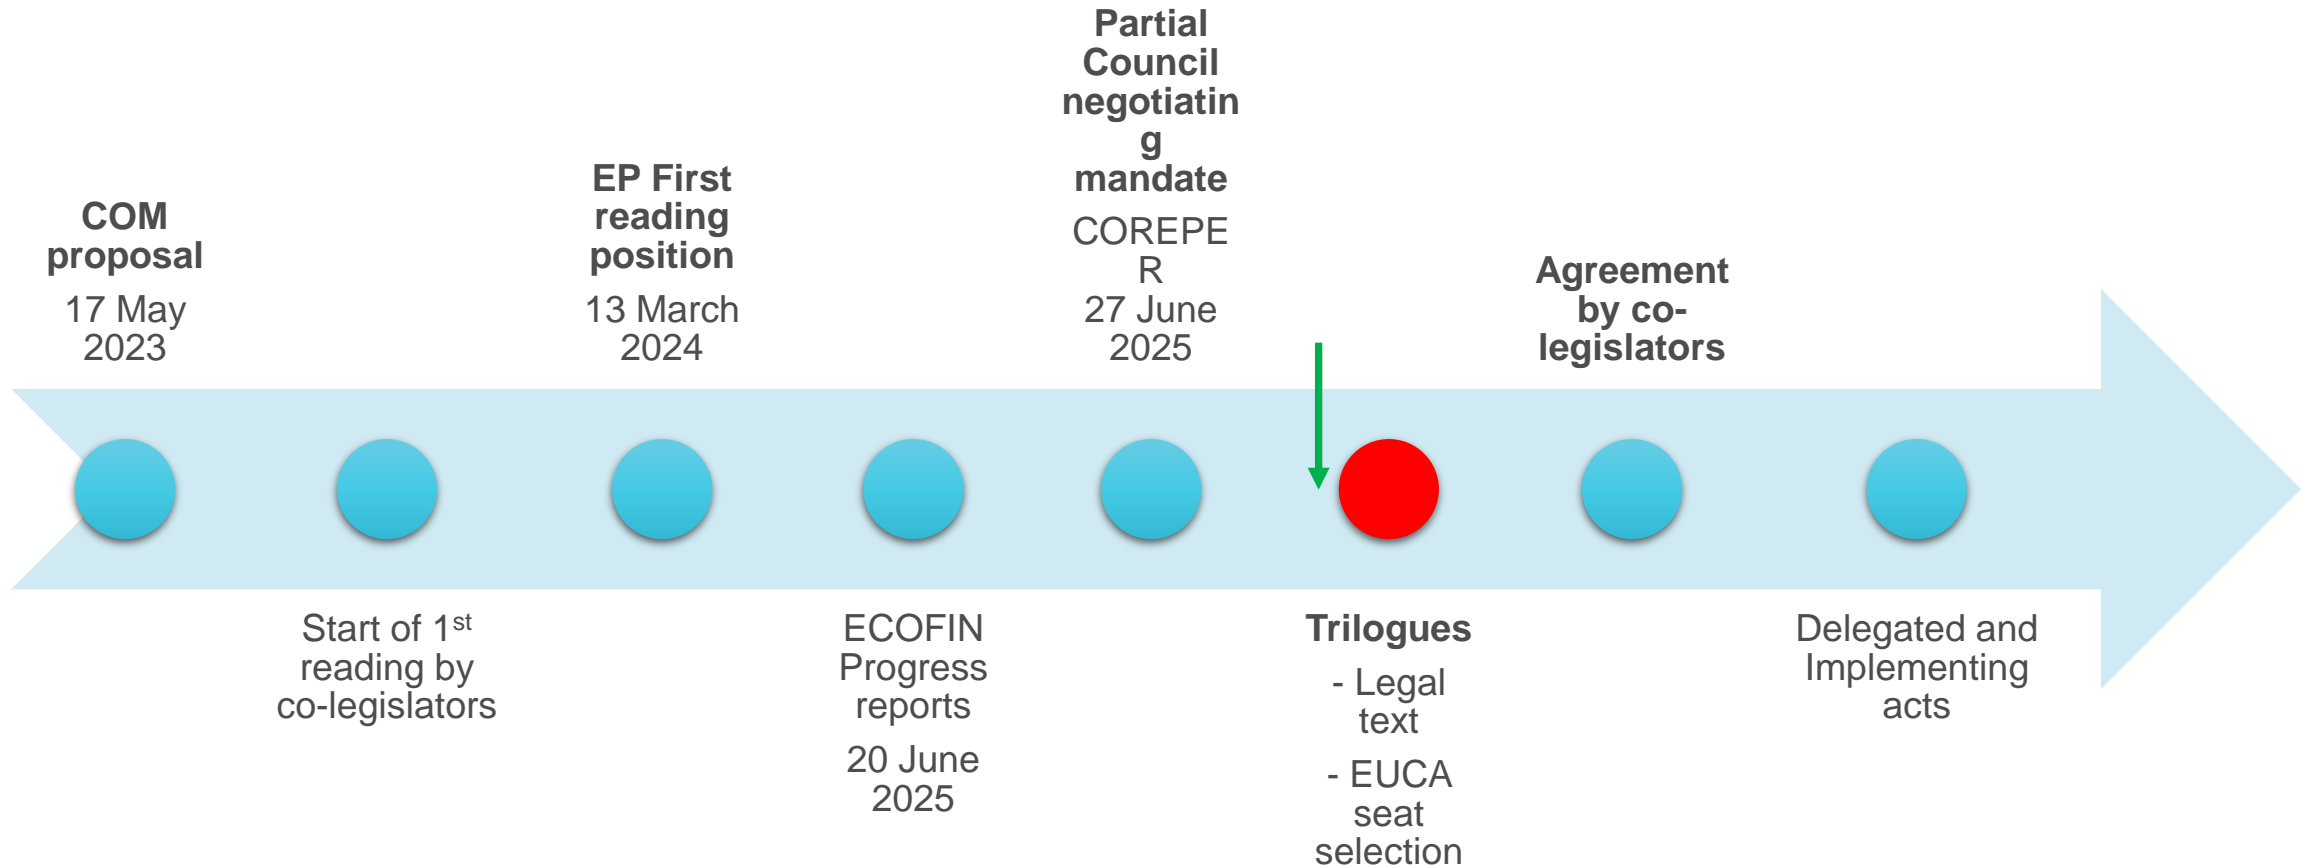 COM
proposal
17 May
2023
Start of 1st
reading by
co-legislators
EP First
reading
position
13 March
2024
ECOFIN
Progress
reports
20 June
2025
Partial
Council
negotiatin
g
mandate
COREPE
R
27 June
2025
Trilogues
- Legal
text
- EUCA
seat
selection
Agreement
by co-
legislators
Delegated and
Implementing
acts